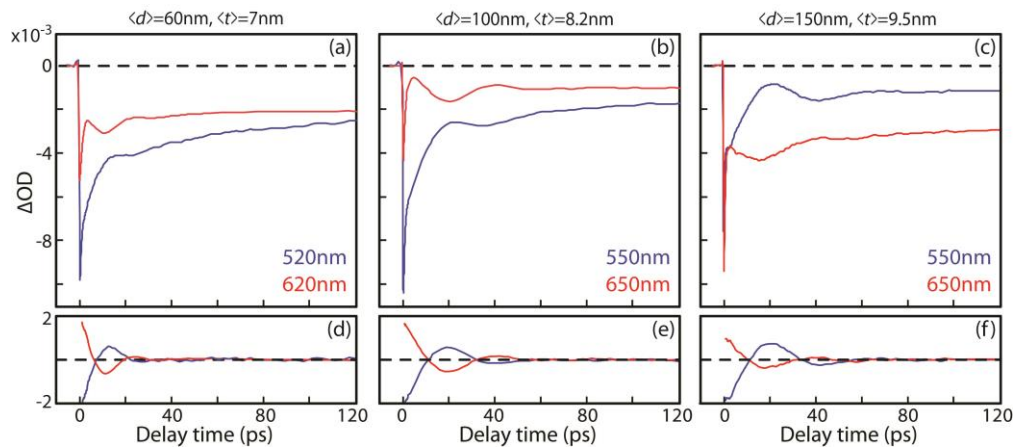 ⟨d⟩=60nm, ⟨t⟩=7nm
⟨d⟩=100nm, ⟨t⟩=8.2nm
⟨d⟩=150nm, ⟨t⟩=9.5nm
x10⁻³
(a)
(b)
(c)
0
-4
-8
ΔOD
520nm
620nm
550nm
650nm
550nm
650nm
2
-2
(d)
(e)
(f)
0 40 80 120
0 40 80 120
0 40 80 120
Delay time (ps)
Delay time (ps)
Delay time (ps)